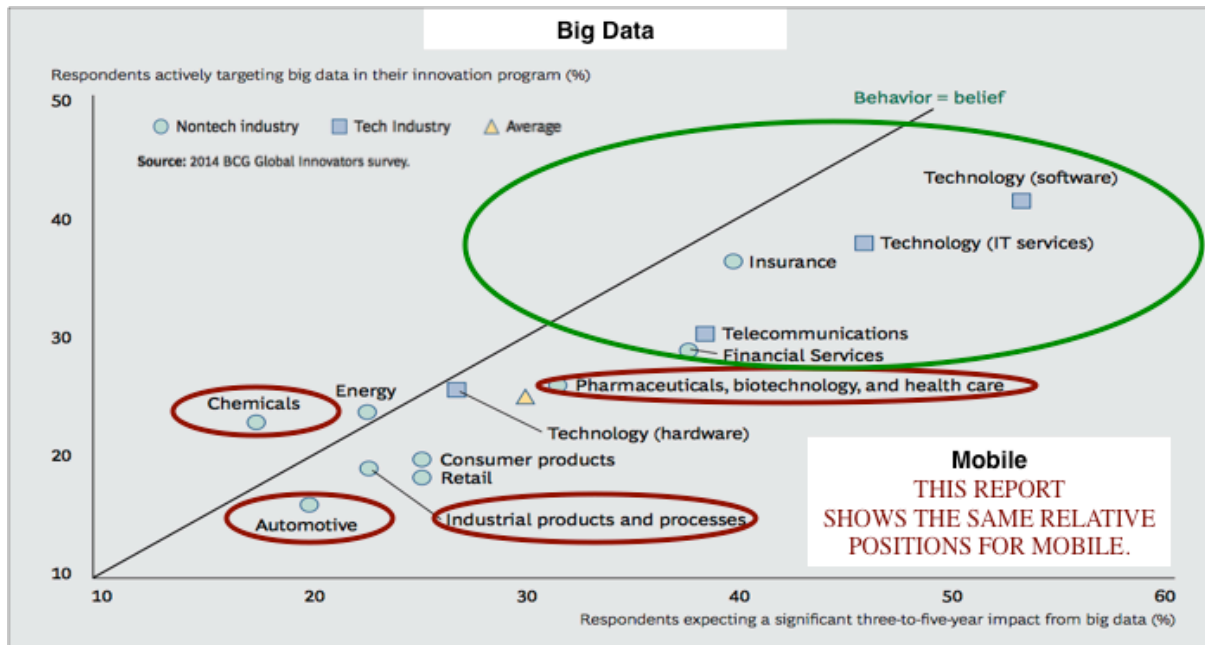 Big Data
Respondents actively targeting big data in their innovation program (%)
50
Behavior = belief
Nontech industry Tech Industry Average
Source: 2014 BCG Global Innovators survey.
Technology (software)
40
Technology (IT services)
Insurance
30
Telecommunications
Financial Services
Pharmaceuticals, biotechnology, and health care
Energy
Chemicals
Technology (hardware)
20
Consumer products
Retail
Industrial products and processes
Automotive
Mobile
THIS REPORT
SHOWS THE SAME RELATIVE
POSITIONS FOR MOBILE.
10
10 20 30 40 50 60
Respondents expecting a significant three-to-five-year impact from big data (%)